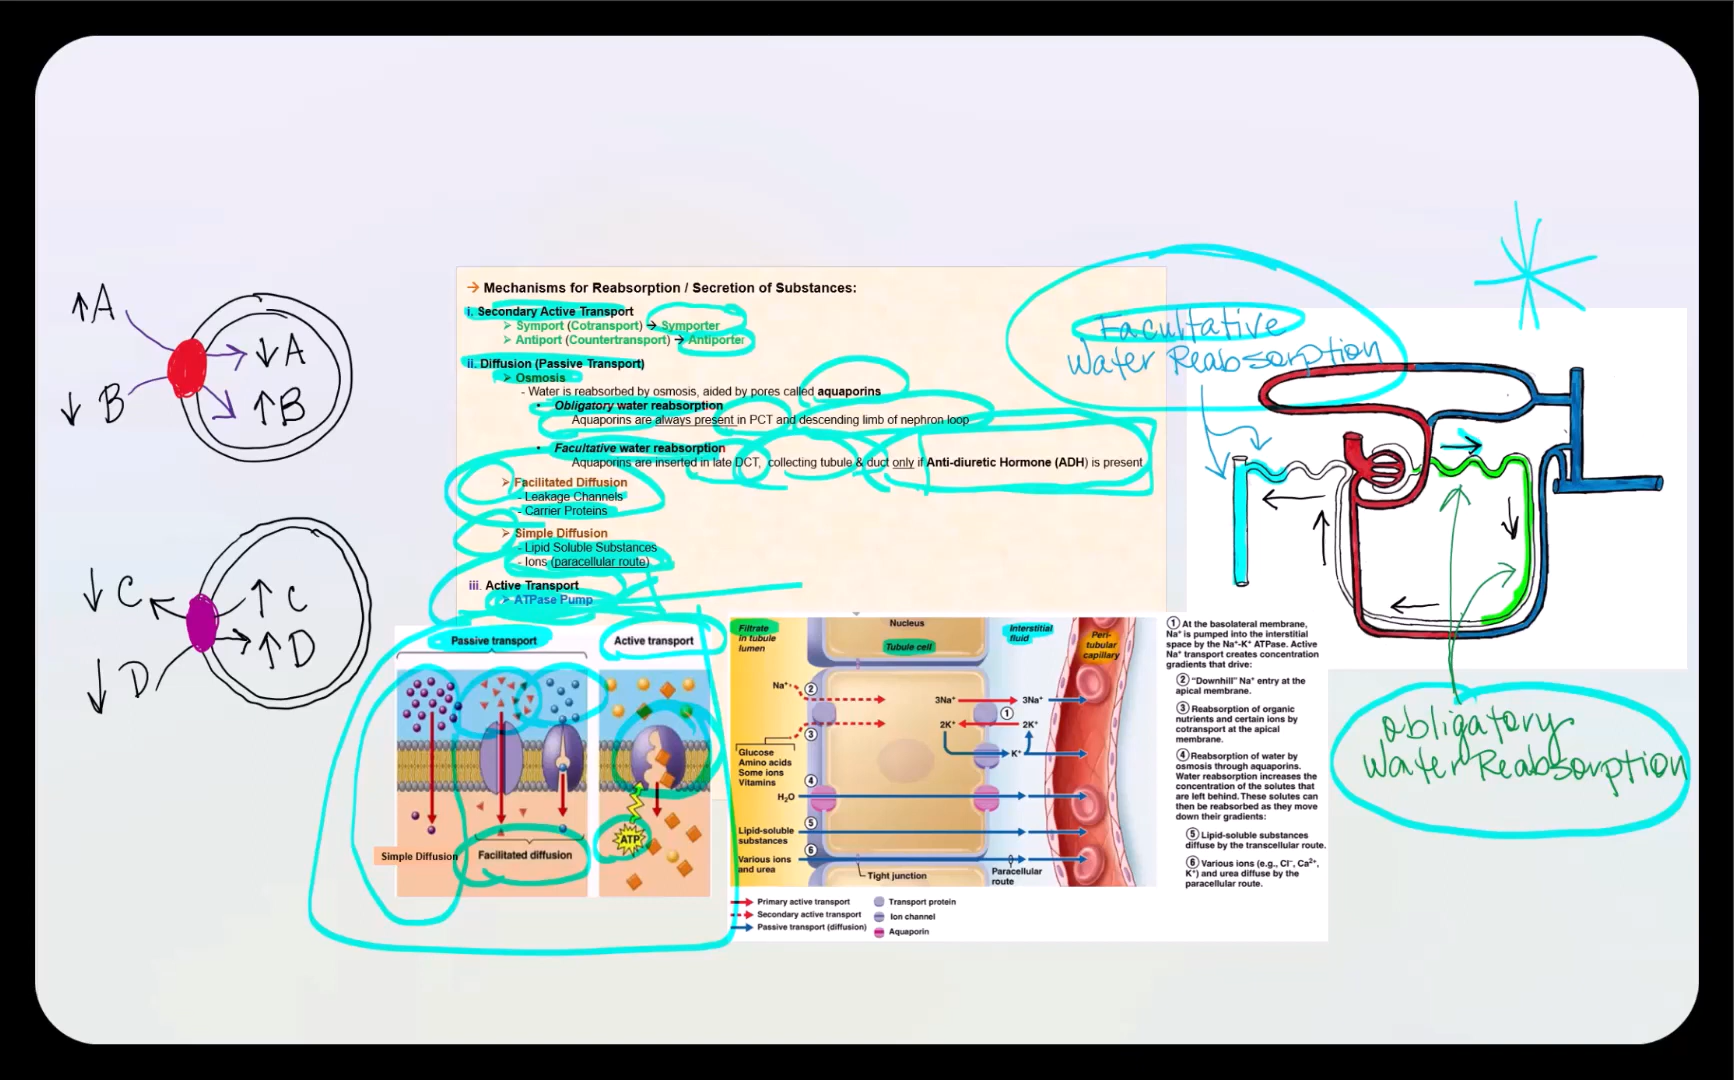 → Mechanisms for Reabsorption / Secretion of Substances:
i. Secondary Active Transport
➢ Symport (Cotransport) → Symporter
➢ Antiport (Countertransport) → Antiporter
ii. Diffusion (Passive Transport)
➢ Osmosis
- Water is reabsorbed by osmosis, aided by pores called aquaporins
• Obligatory water reabsorption
Aquaporins are always present in PCT and descending limb of nephron loop
• Facultative water reabsorption
Aquaporins are inserted in late DCT, collecting tubule & duct only if Anti-diuretic Hormone (ADH) is present
➢ Facilitated Diffusion
- Leakage Channels
- Carrier Proteins
➢ Simple Diffusion
- Lipid Soluble Substances
- Ions (paracellular route)
iii. Active Transport
➢ ATPase Pump
↑A
↓B
↓A
↑B
↓C
↓D
↑C
↑D
Facultative
Water Reabsorption
Obligatory
Water Reabsorption
Passive transport
Active transport
ATP
Simple Diffusion
Facilitated diffusion
Filtrate
in tubule
lumen
Nucleus
Tubule cell
Interstitial
fluid
Peri-
tubular
capillary
Na⁺
②
③
3Na⁺
3Na⁺
①
2K⁺
2K⁺
K⁺
Glucose
Amino acids
Some ions
Vitamins
④
H₂O
⑤
Lipid-soluble
substances
⑥
Various ions
and urea
Tight junction
Paracellular
route
Primary active transport
Secondary active transport
Passive transport (diffusion)
Transport protein
Ion channel
Aquaporin
① At the basolateral membrane,
Na⁺ is pumped into the interstitial
space by the Na⁺-K⁺ ATPase. Active
Na⁺ transport creates concentration
gradients that drive:
② "Downhill" Na⁺ entry at the
apical membrane.
③ Reabsorption of organic
nutrients and certain ions by
cotransport at the apical
membrane.
④ Reabsorption of water by
osmosis through aquaporins.
Water reabsorption increases the
concentration of the solutes that
are left behind. These solutes can
then be reabsorbed as they move
down their gradients:
⑤ Lipid-soluble substances
diffuse by the transcellular route.
⑥ Various ions (e.g., Cl⁻, Ca²⁺,
K⁺) and urea diffuse by the
paracellular route.